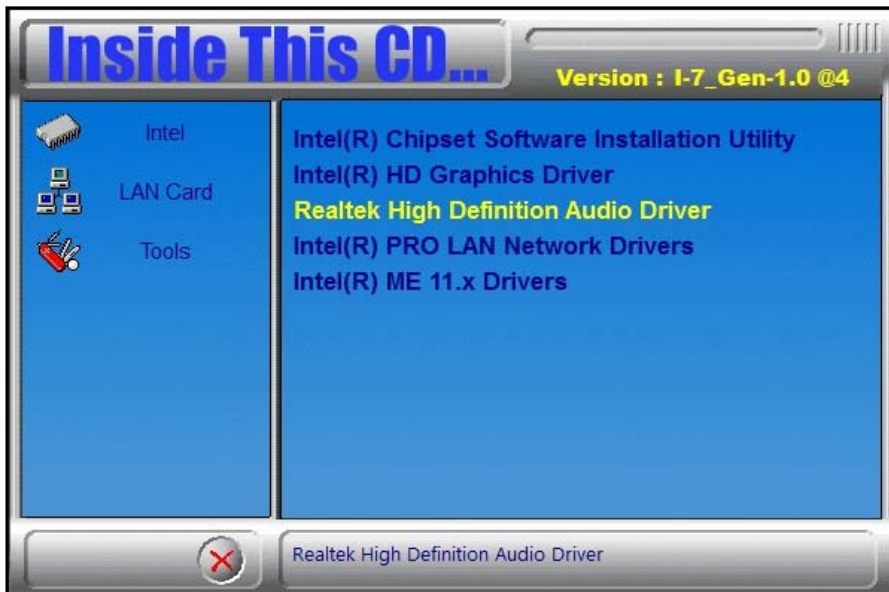 Inside This CD...
Version : I-7_Gen-1.0 @4
Intel
LAN Card
Tools
Intel(R) Chipset Software Installation Utility
Intel(R) HD Graphics Driver
Realtek High Definition Audio Driver
Intel(R) PRO LAN Network Drivers
Intel(R) ME 11.x Drivers
Realtek High Definition Audio Driver